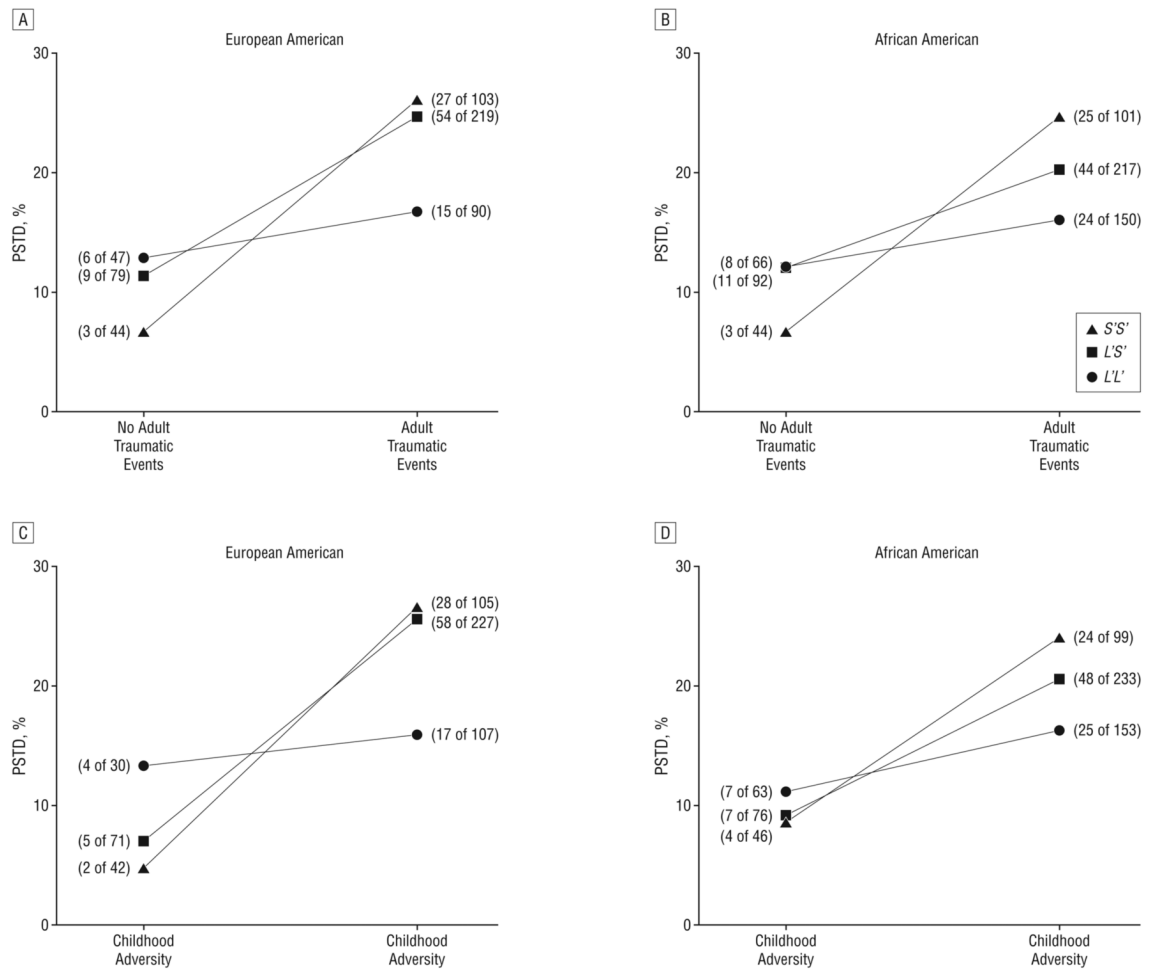 A
European American
30
20
10
0
PSTD, %
(6 of 47)
(9 of 79)
(3 of 44)
(27 of 103)
(54 of 219)
(15 of 90)
No Adult
Traumatic
Events
Adult
Traumatic
Events
B
African American
30
20
10
0
PSTD, %
(8 of 66)
(11 of 92)
(3 of 44)
(25 of 101)
(44 of 217)
(24 of 150)
S'S'
L'S'
L'L'
No Adult
Traumatic
Events
Adult
Traumatic
Events
C
European American
30
20
10
0
PSTD, %
(4 of 30)
(5 of 71)
(2 of 42)
(28 of 105)
(58 of 227)
(17 of 107)
Childhood
Adversity
Childhood
Adversity
D
African American
30
20
10
0
PSTD, %
(7 of 63)
(7 of 76)
(4 of 46)
(24 of 99)
(48 of 233)
(25 of 153)
Childhood
Adversity
Childhood
Adversity